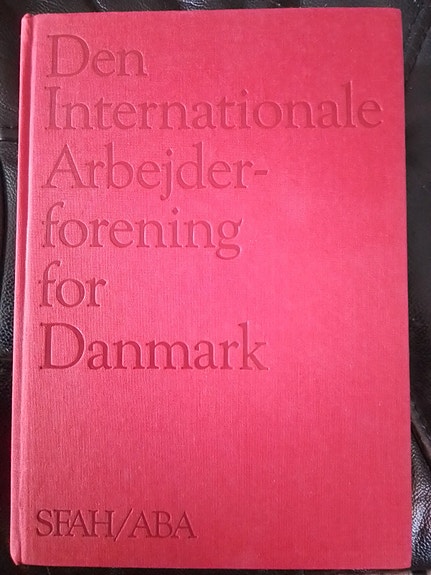 Den
Internationale
Arbejder-
forening
for
Danmark
SFAH/ABA